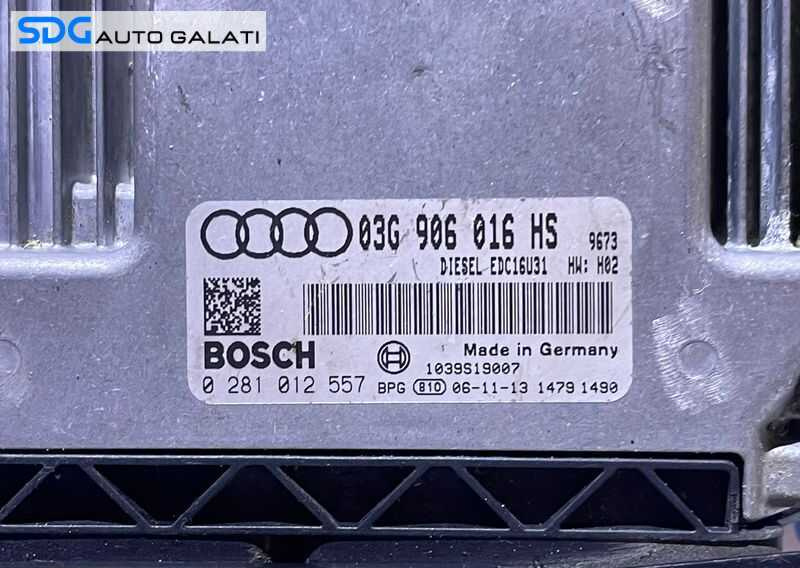 SDG AUTO GALATI
03G 906 016 HS 9673
DIESEL EDC16U31 HW: H02
BOSCH Made in Germany
1039S19007
0 281 012 557 BPG 810 06-11-13 1479 1490